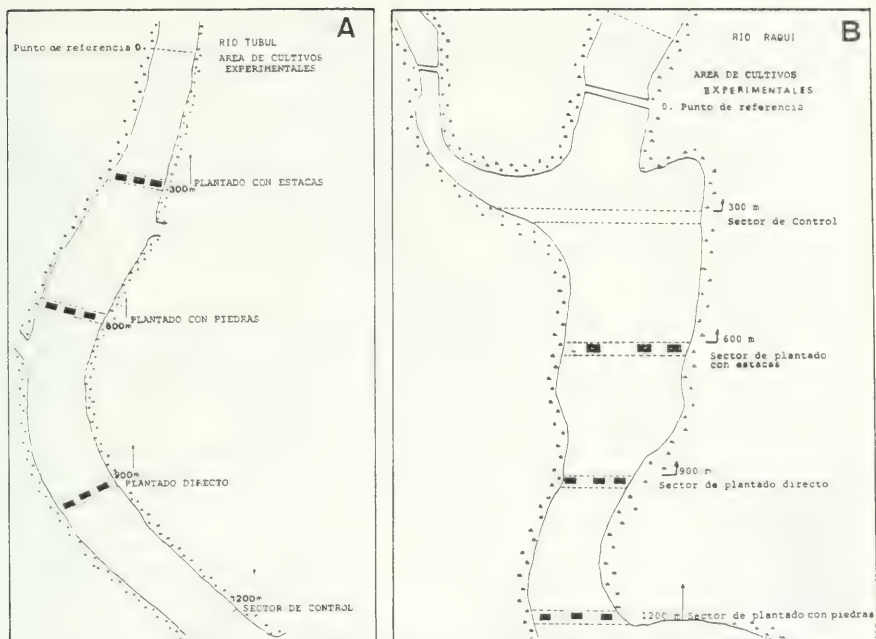 A
Punto de referencia 0.
RIO TUBUL
AREA DE CULTIVOS
EXPERIMENTALES
300m
PLANTADO CON ESTACAS
600m
PLANTADO CON PIEDRAS
900m
PLANTADO DIRECTO
1200m
SECTOR DE CONTROL
B
RIO RAQUI
AREA DE CULTIVOS
EXPERIMENTALES
0. Punto de referencia
300 m
Sector de Control
600 m
Sector de plantado
con estacas
900 m
Sector de plantado directo
1200 m Sector de plantado con piedras